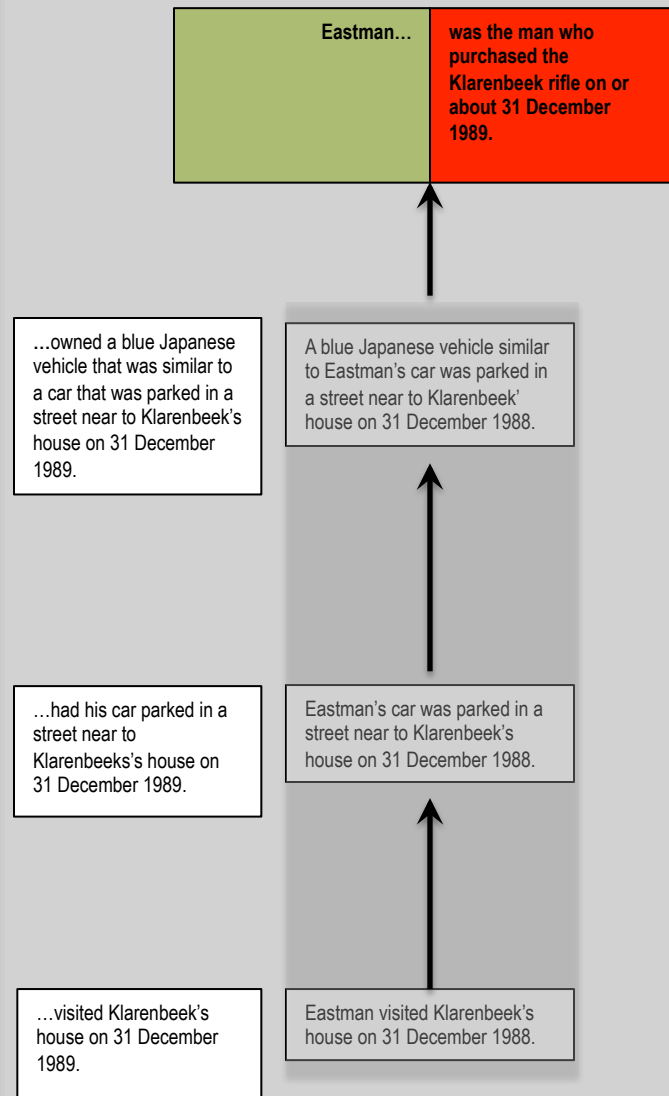 Eastman…
was the man who
purchased the
Klarenbeek rifle on or
about 31 December
1989.
…owned a blue Japanese
vehicle that was similar to
a car that was parked in a
street near to Klarenbeek's
house on 31 December
1989.
A blue Japanese vehicle similar
to Eastman's car was parked in
a street near to Klarenbeek'
house on 31 December 1988.
…had his car parked in a
street near to
Klarenbeeks's house on
31 December 1989.
Eastman's car was parked in a
street near to Klarenbeek's
house on 31 December 1988.
…visited Klarenbeek's
house on 31 December
1989.
Eastman visited Klarenbeek's
house on 31 December 1988.